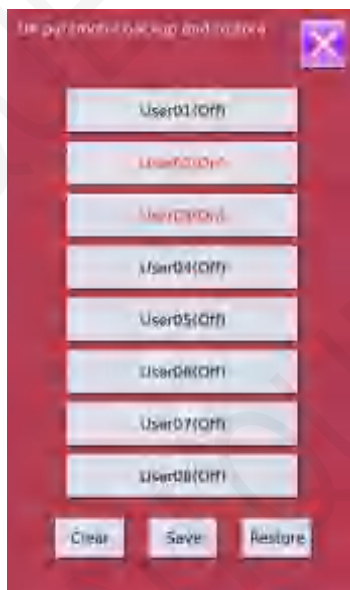 parameter backup and restore
User01(Off)
User02(On)
User03(On)
User04(Off)
User05(Off)
User06(Off)
User07(Off)
User08(Off)
Clear Save Restore